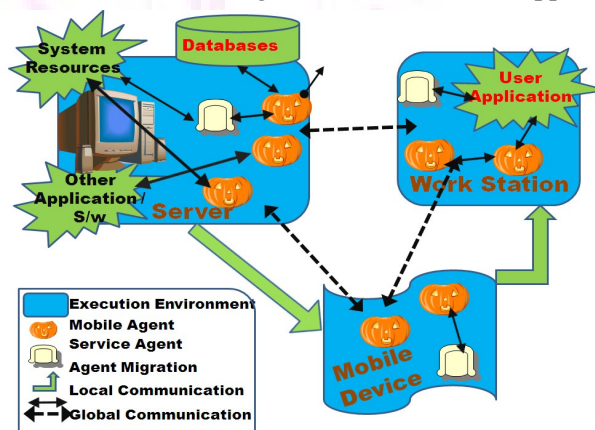 System
Resources
Databases
User
Application
Other
Application /
S/w
Server
Work Station
Mobile
Device
Execution Environment
Mobile Agent
Service Agent
Agent Migration
Local Communication
Global Communication